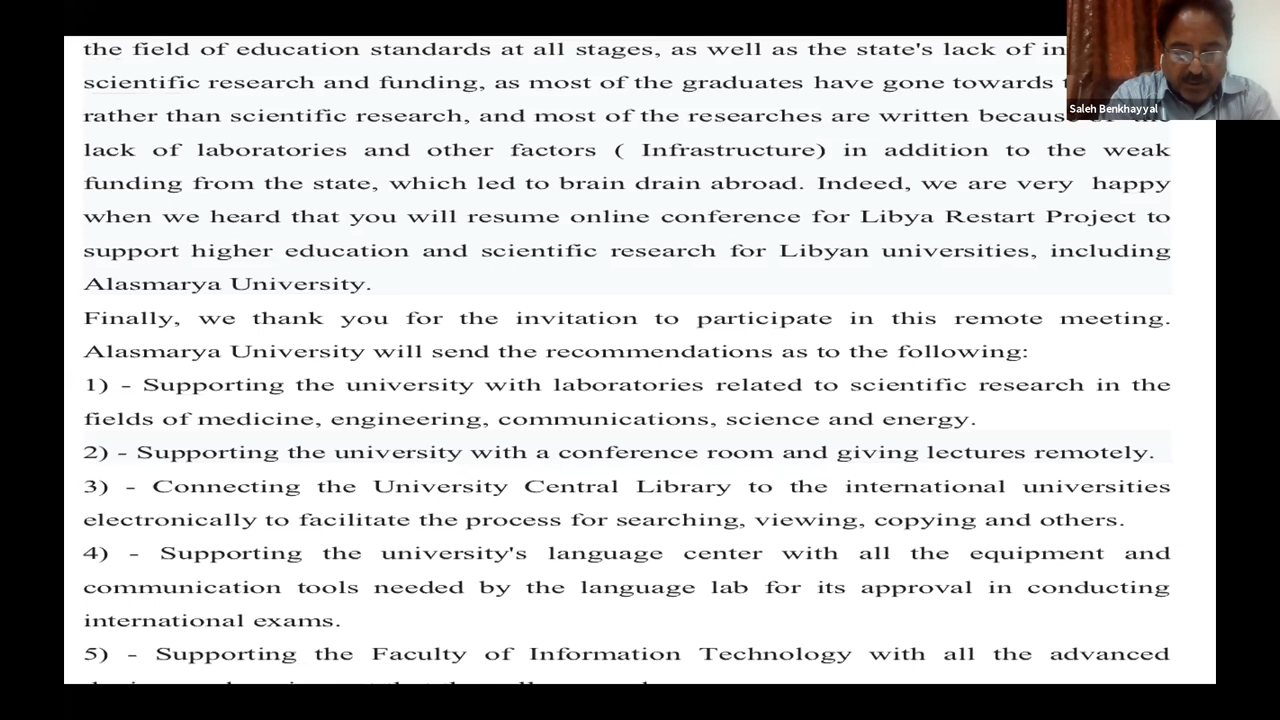 the field of education standards at all stages, as well as the state's lack of in
scientific research and funding, as most of the graduates have gone towards
rather than scientific research, and most of the researches are written because
lack of laboratories and other factors ( Infrastructure) in addition to the weak
funding from the state, which led to brain drain abroad. Indeed, we are very happy
when we heard that you will resume online conference for Libya Restart Project to
support higher education and scientific research for Libyan universities, including
Alasmarya University.
Finally, we thank you for the invitation to participate in this remote meeting.
Alasmarya University will send the recommendations as to the following:
1) - Supporting the university with laboratories related to scientific research in the
fields of medicine, engineering, communications, science and energy.
2) - Supporting the university with a conference room and giving lectures remotely.
3) - Connecting the University Central Library to the international universities
electronically to facilitate the process for searching, viewing, copying and others.
4) - Supporting the university's language center with all the equipment and
communication tools needed by the language lab for its approval in conducting
international exams.
5) - Supporting the Faculty of Information Technology with all the advanced
Saleh Benkhayyal